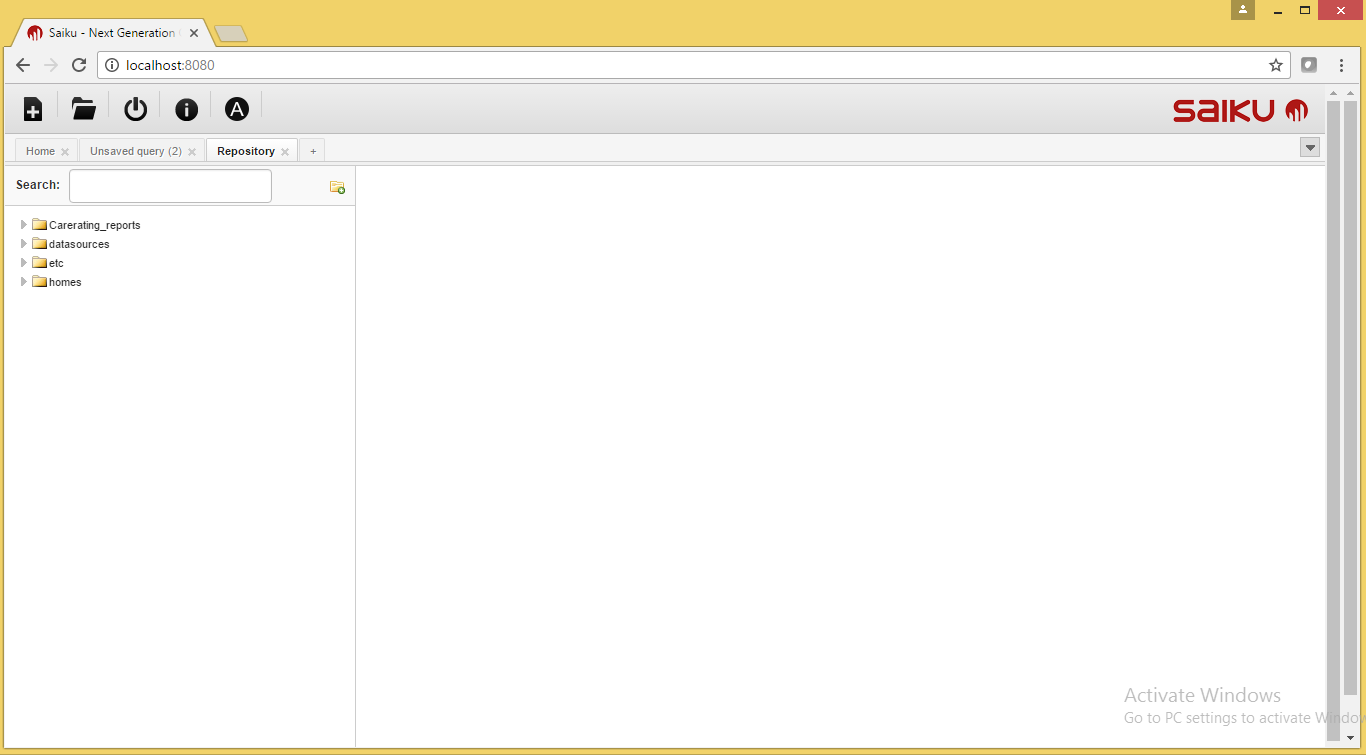 Saiku - Next Generation
localhost:8080
A
saiku
Home
Unsaved query (2)
Repository
+
Search:
Carerating_reports
datasources
etc
homes
Activate Windows
Go to PC settings to activate Windows